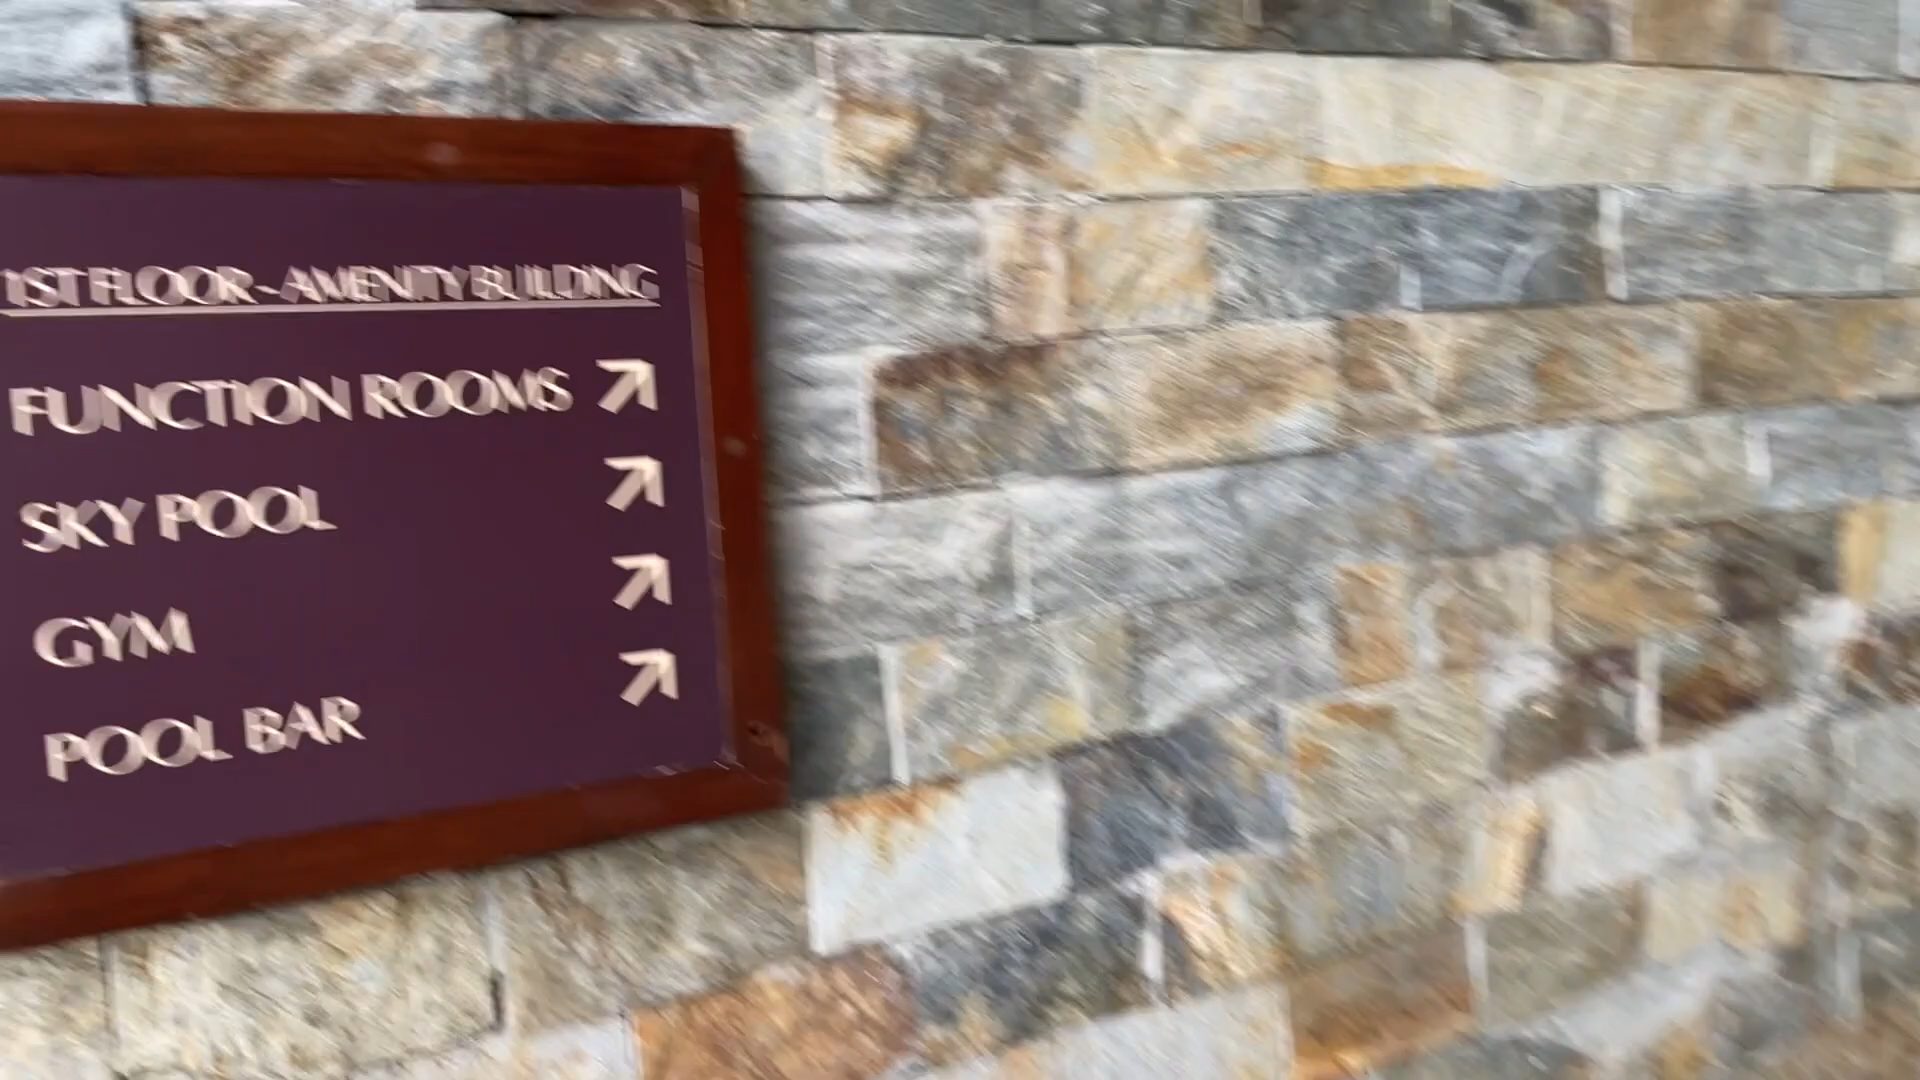 1ST FLOOR - AMENITY BUILDING
FUNCTION ROOMS
SKY POOL
GYM
POOL BAR